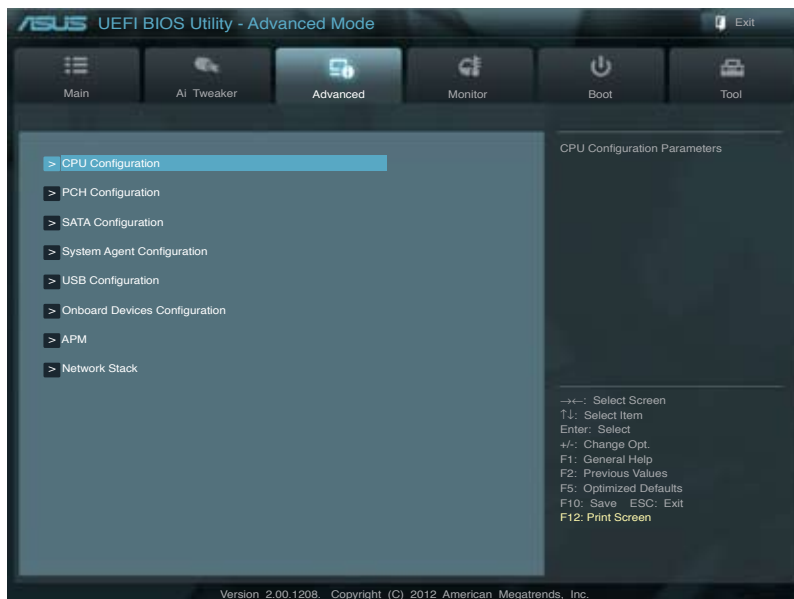 ASUS UEFI BIOS Utility - Advanced Mode
Exit
Main
Ai Tweaker
Advanced
Monitor
Boot
Tool
> CPU Configuration
> PCH Configuration
> SATA Configuration
> System Agent Configuration
> USB Configuration
> Onboard Devices Configuration
> APM
> Network Stack
CPU Configuration Parameters
→←: Select Screen
↑↓: Select Item
Enter: Select
+/-: Change Opt.
F1: General Help
F2: Previous Values
F5: Optimized Defaults
F10: Save ESC: Exit
F12: Print Screen
Version 2.00.1208. Copyright (C) 2012 American Megatrends, Inc.